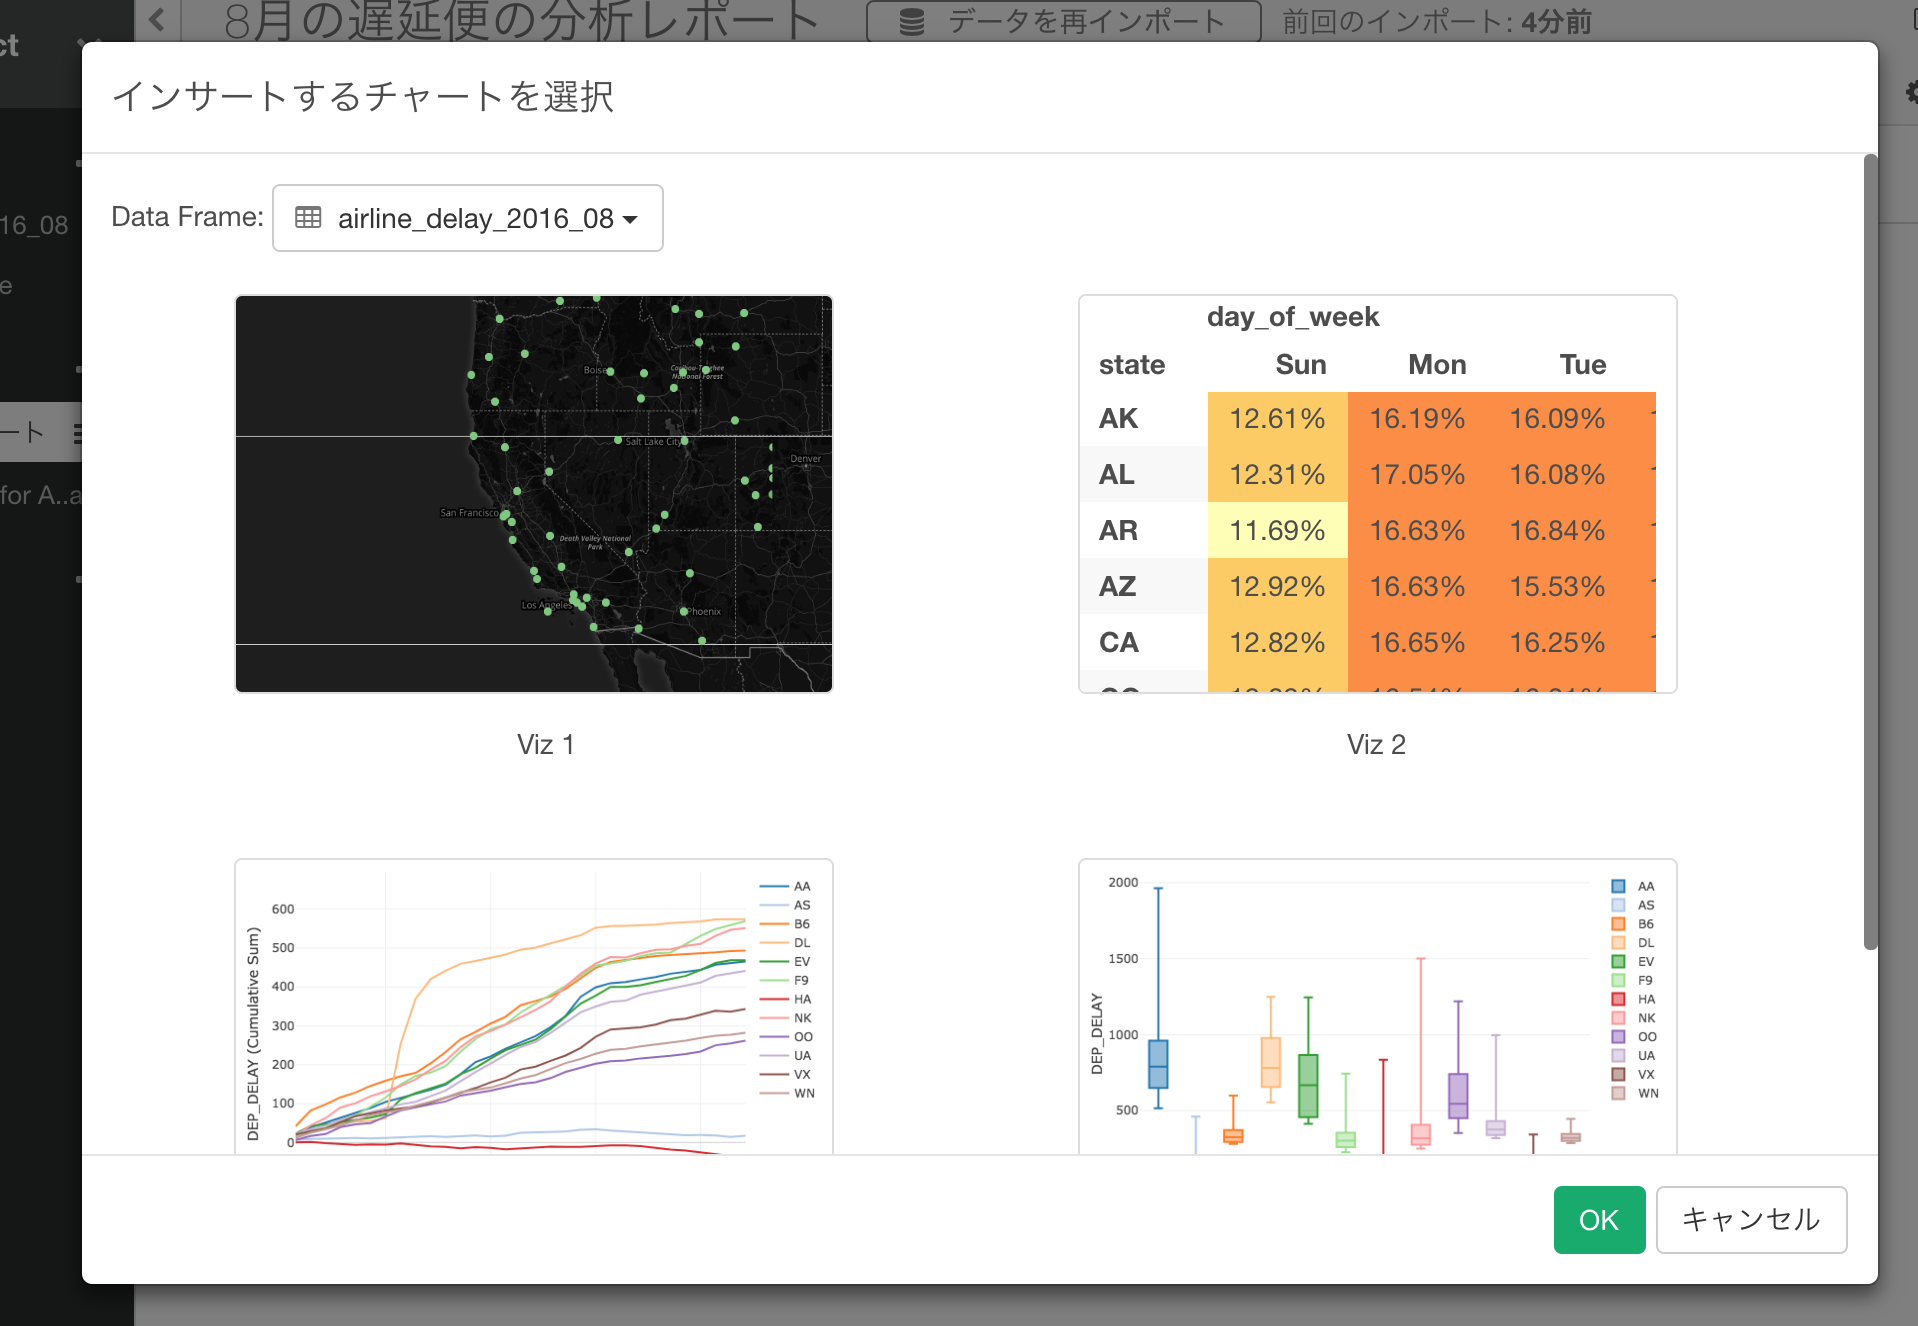 ct
8月の遅延便の分析レポート
データを再インポート
前回のインポート: 4分前
インサートするチャートを選択
16_08
e
ート
for A..a
Data Frame:
airline_delay_2016_08
Boise
Caribou-Targhee
National Forest
Salt Lake City
Denver
San Francisco
Death Valley National
Park
Los Angeles
Phoenix
Viz 1
day_of_week
state Sun Mon Tue
AK 12.61% 16.19% 16.09%
AL 12.31% 17.05% 16.08%
AR 11.69% 16.63% 16.84%
AZ 12.92% 16.63% 15.53%
CA 12.82% 16.65% 16.25%
Viz 2
DEP_DELAY (Cumulative Sum)
600
500
400
300
200
100
0
AA
AS
B6
DL
EV
F9
HA
NK
OO
UA
VX
WN
DEP_DELAY
2000
1500
1000
500
AA
AS
B6
DL
EV
F9
HA
NK
OO
UA
VX
WN
OK
キャンセル